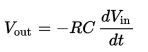 V_out = −RC dV_in/dt